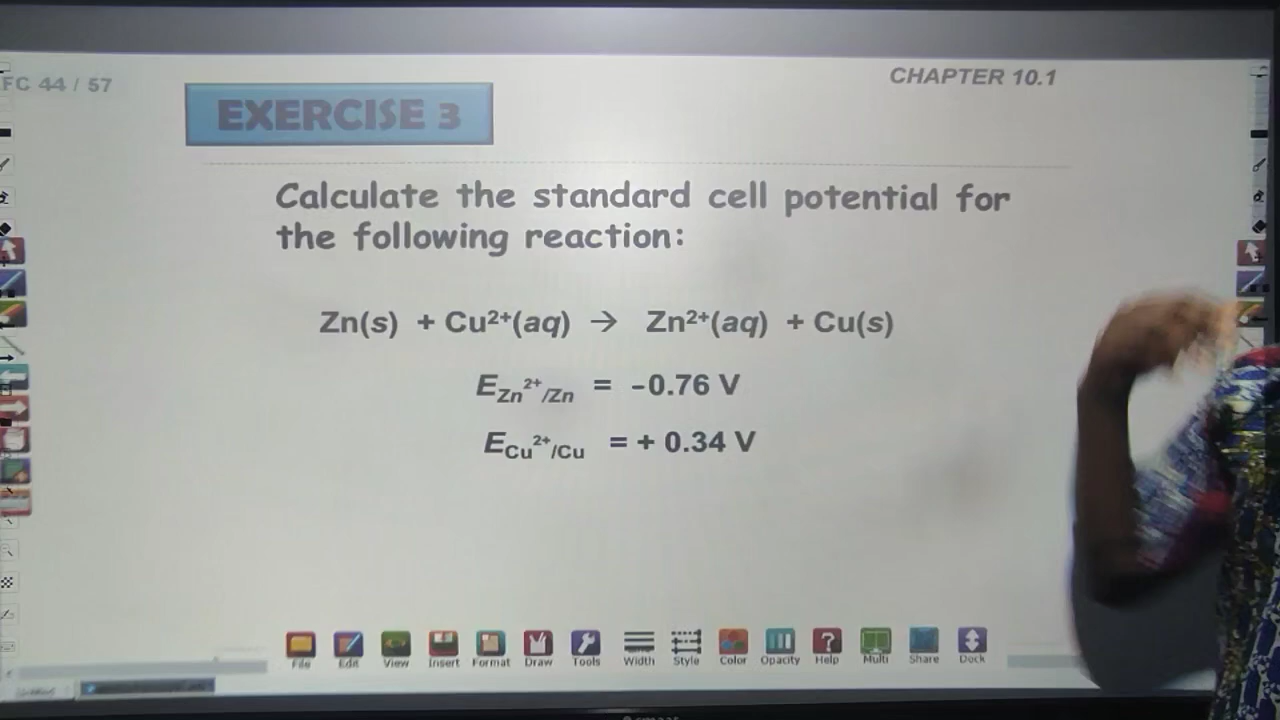 FC 44 / 57
CHAPTER 10.1
EXERCISE 3
Calculate the standard cell potential for
the following reaction:
Zn(s) + Cu²⁺(aq) → Zn²⁺(aq) + Cu(s)
E_Zn²⁺/Zn = -0.76 V
E_Cu²⁺/Cu = + 0.34 V
File Edit View Insert Format Draw Tools Width Style Color Opacity Help Multi Share Dock